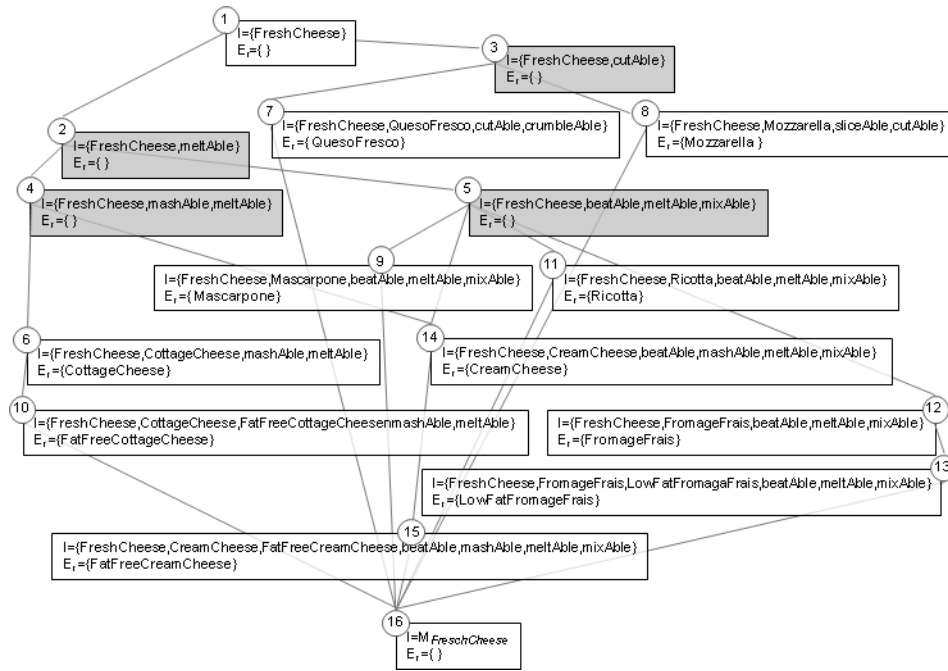 1
I={FreshCheese}
Er={ }
3
I={FreshCheese,cutAble}
Er={ }
7
I={FreshCheese,QuesoFresco,cutAble,crumbleAble}
Er={ QuesoFresco}
8
I={FreshCheese,Mozzarella,sliceAble,cutAble}
Er={Mozzarella }
2
I={FreshCheese,meltAble}
Er={ }
4
I={FreshCheese,mashAble,meltAble}
Er={ }
5
I={FreshCheese,beatAble,meltAble,mixAble}
Er={ }
9
I={FreshCheese,Mascarpone,beatAble,meltAble,mixAble}
Er={ Mascarpone}
11
I={FreshCheese,Ricotta,beatAble,meltAble,mixAble}
Er={Ricotta}
6
I={FreshCheese,CottageCheese,mashAble,meltAble}
Er={CottageCheese}
14
I={FreshCheese,CreamCheese,beatAble,mashAble,meltAble,mixAble}
Er={CreamCheese}
10
I={FreshCheese,CottageCheese,FatFreeCottageCheesenmashAble,meltAble}
Er={FatFreeCottageCheese}
12
I={FreshCheese,FromageFrais,beatAble,meltAble,mixAble}
Er={FromageFrais}
13
I={FreshCheese,FromageFrais,LowFatFromagaFrais,beatAble,meltAble,mixAble}
Er={LowFatFromageFrais}
15
I={FreshCheese,CreamCheese,FatFreeCreamCheese,beatAble,mashAble,meltAble,mixAble}
Er={FatFreeCreamCheese}
16
I=MFreschCheese
Er={ }